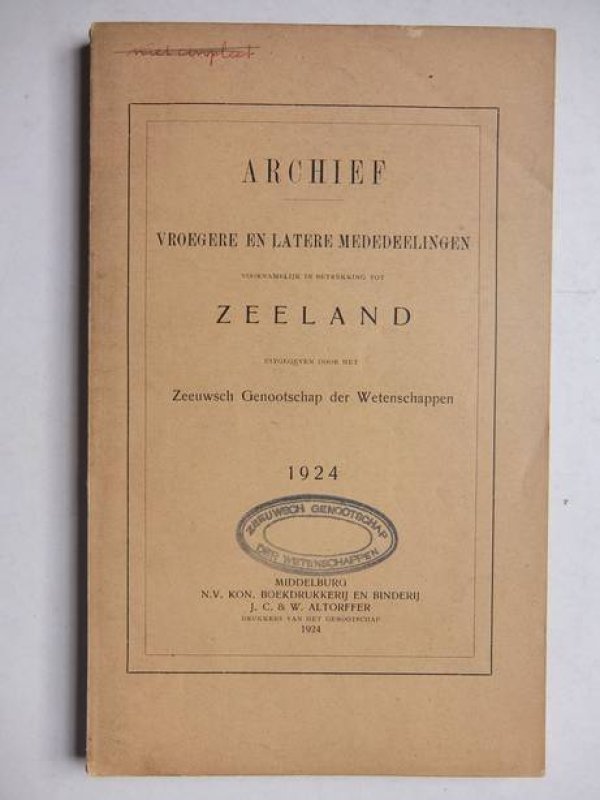 niet compleet
ARCHIEF
VROEGERE EN LATERE MEDEDEELINGEN
VOORNAMELIJK IN BETREKKING TOT
ZEELAND
UITGEGEVEN DOOR HET
Zeeuwsch Genootschap der Wetenschappen
1924
ZEEUWSCH GENOOTSCHAP
DER WETENSCHAPPEN
MIDDELBURG
N.V. KON. BOEKDRUKKERIJ EN BINDERIJ
J. C. & W. ALTORFFER
DRUKKERS VAN HET GENOOTSCHAP
1924